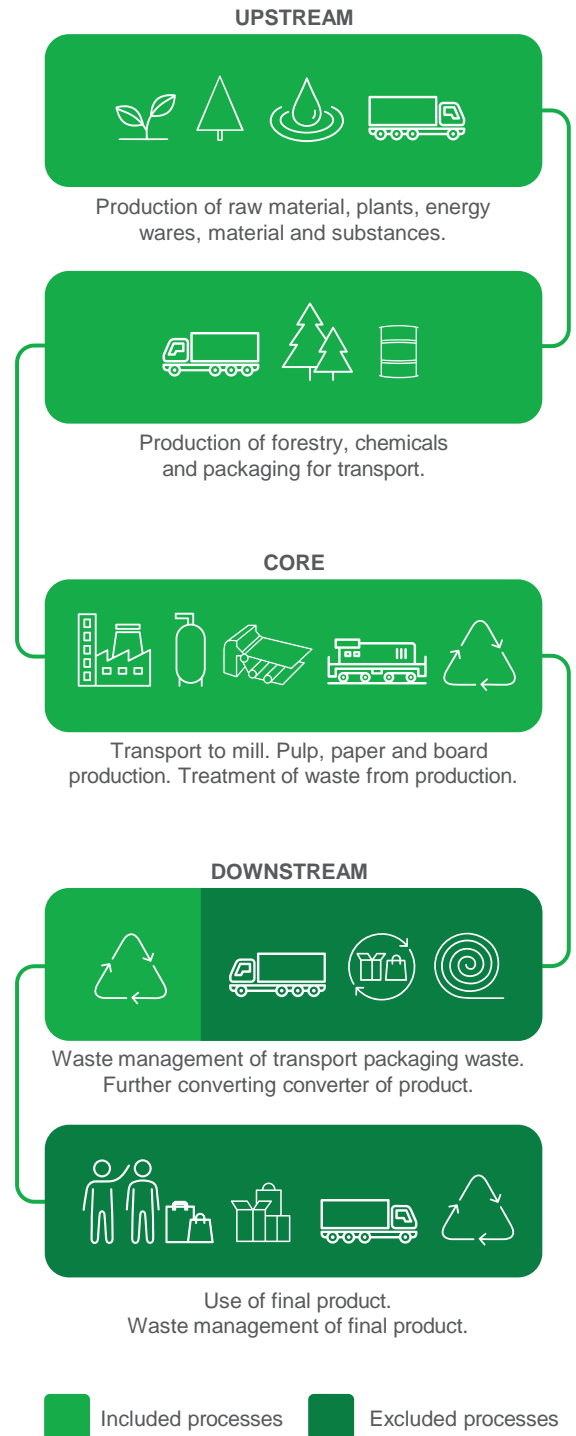 UPSTREAM
Production of raw material, plants, energy
wares, material and substances.
Production of forestry, chemicals
and packaging for transport.
CORE
Transport to mill. Pulp, paper and board
production. Treatment of waste from production.
DOWNSTREAM
Waste management of transport packaging waste.
Further converting converter of product.
Use of final product.
Waste management of final product.
Included processes Excluded processes